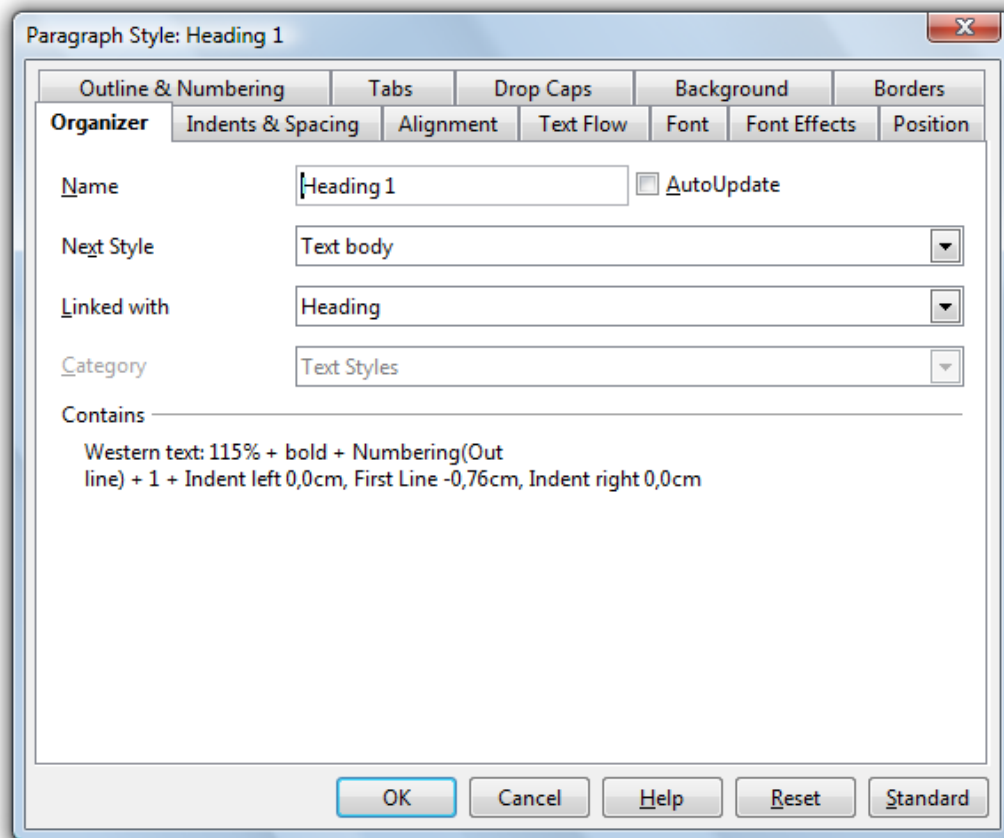 Paragraph Style: Heading 1
Outline & Numbering Tabs Drop Caps Background Borders
Organizer Indents & Spacing Alignment Text Flow Font Font Effects Position
Name Heading 1 AutoUpdate
Next Style Text body
Linked with Heading
Category Text Styles
Contains
Western text: 115% + bold + Numbering(Out
line) + 1 + Indent left 0,0cm, First Line -0,76cm, Indent right 0,0cm
OK Cancel Help Reset Standard